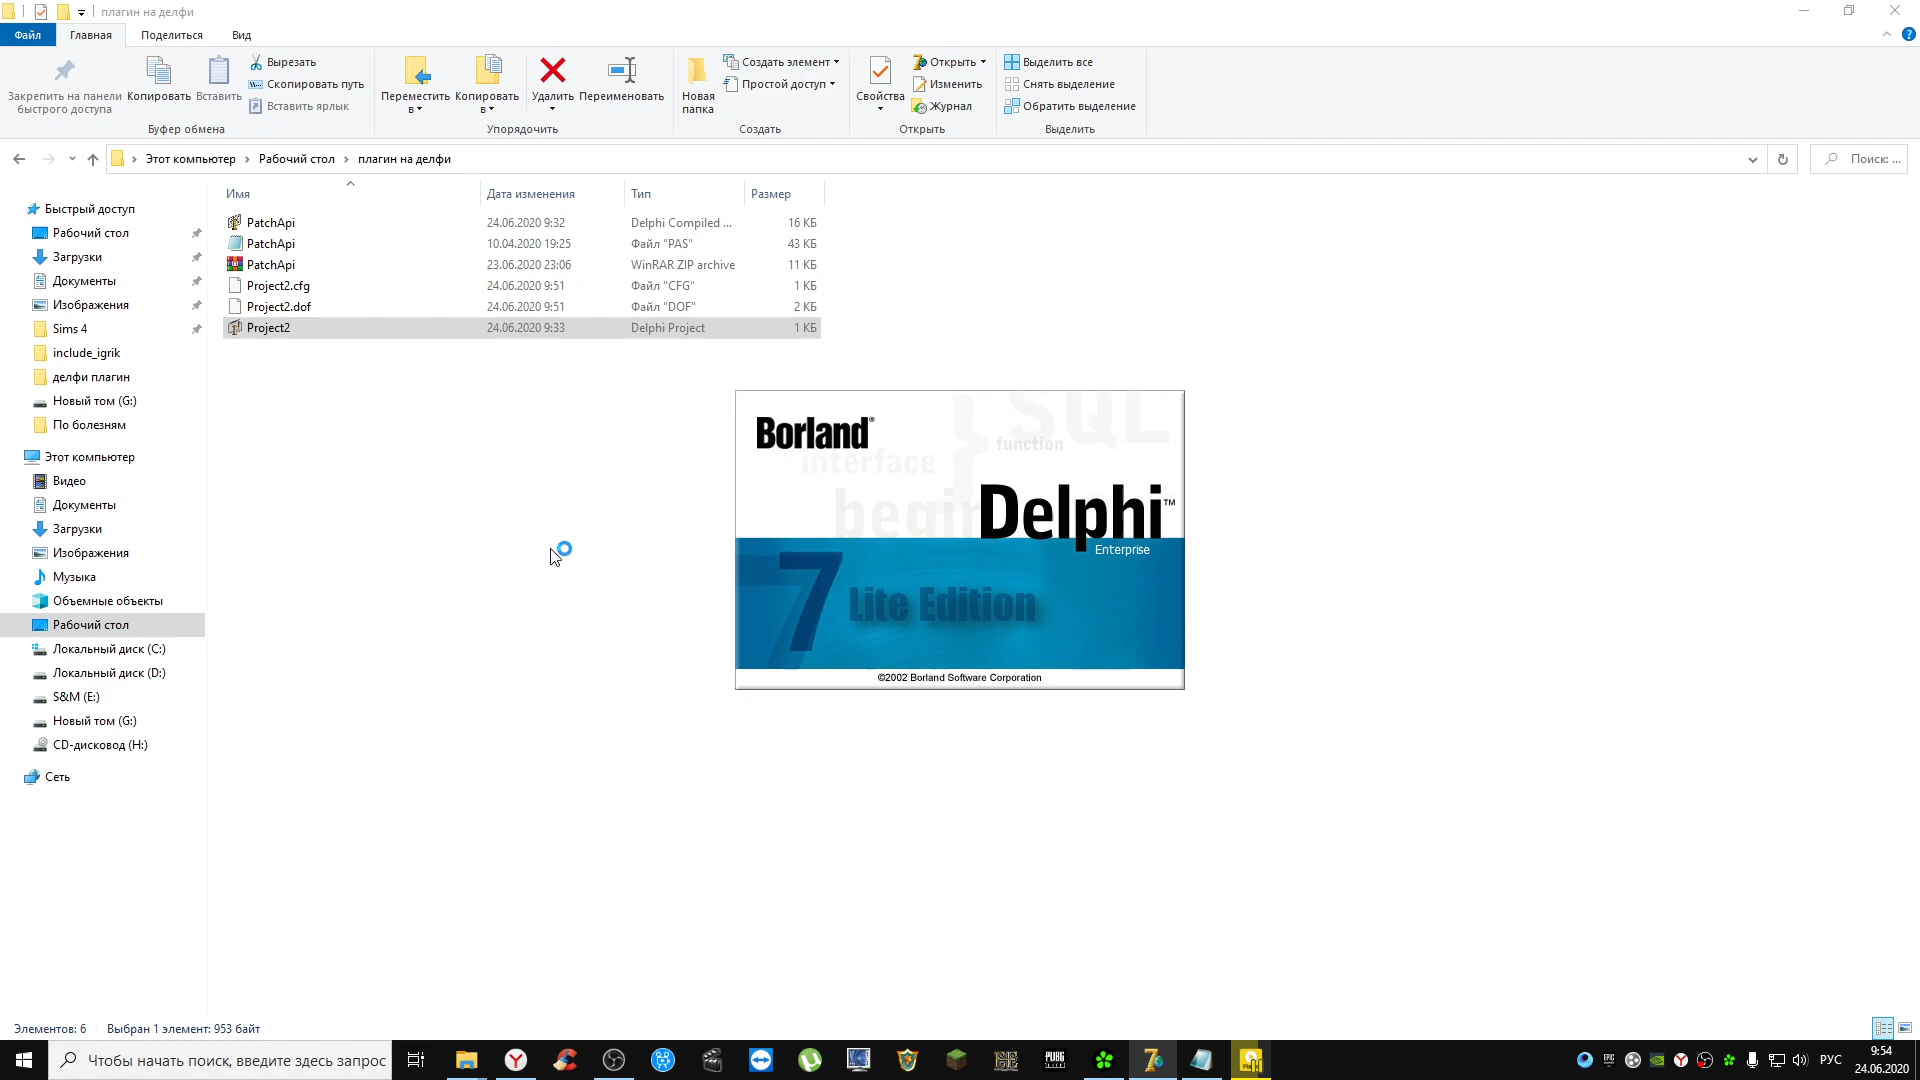 плагин на делфи
Файл
Главная
Поделиться
Вид
Закрепить на панели
быстрого доступа
Копировать
Вставить
Вырезать
Скопировать путь
Вставить ярлык
Буфер обмена
Переместить
в
Копировать
в
Удалить
Переименовать
Упорядочить
Новая
папка
Создать элемент
Простой доступ
Создать
Свойства
Открыть
Изменить
Журнал
Открыть
Выделить все
Снять выделение
Обратить выделение
Выделить
Этот компьютер
Рабочий стол
плагин на делфи
Поиск: ...
Имя
Дата изменения
Тип
Размер
PatchApi 24.06.2020 9:32 Delphi Compiled ... 16 КБ
PatchApi 10.04.2020 19:25 Файл "PAS" 43 КБ
PatchApi 23.06.2020 23:06 WinRAR ZIP archive 11 КБ
Project2.cfg 24.06.2020 9:51 Файл "CFG" 1 КБ
Project2.dof 24.06.2020 9:51 Файл "DOF" 2 КБ
Project2 24.06.2020 9:33 Delphi Project 1 КБ
Быстрый доступ
Рабочий стол
Загрузки
Документы
Изображения
Sims 4
include_igrik
делфи плагин
Новый том (G:)
По болезням
Этот компьютер
Видео
Документы
Загрузки
Изображения
Музыка
Объемные объекты
Рабочий стол
Локальный диск (C:)
Локальный диск (D:)
S&M (E:)
Новый том (G:)
CD-дисковод (H:)
Сеть
Borland®
SQL
function
interface
begin
Delphi™
Enterprise
7
Lite Edition
©2002 Borland Software Corporation
Элементов: 6
Выбран 1 элемент: 953 байт
Чтобы начать поиск, введите здесь запрос
PUBG
EPIC
РУС
9:54
24.06.2020